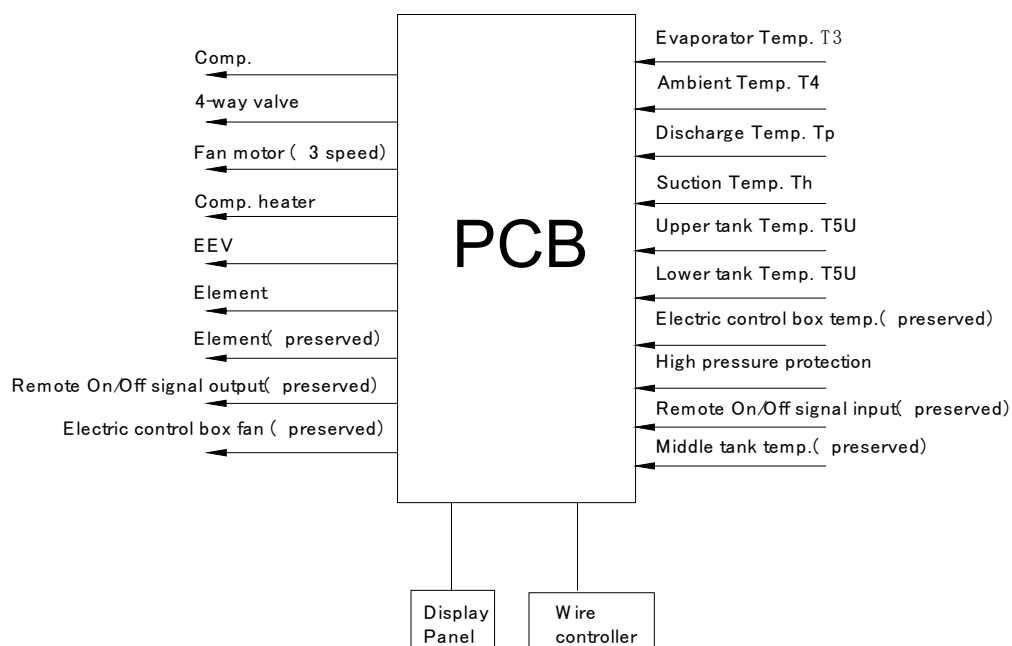 Comp.
4-way valve
Fan motor ( 3 speed)
Comp. heater
EEV
Element
Element( preserved)
Remote On/Off signal output( preserved)
Electric control box fan ( preserved)
PCB
Evaporator Temp. T3
Ambient Temp. T4
Discharge Temp. Tp
Suction Temp. Th
Upper tank Temp. T5U
Lower tank Temp. T5U
Electric control box temp.( preserved)
High pressure protection
Remote On/Off signal input( preserved)
Middle tank temp.( preserved)
Display
Panel
Wire
controller